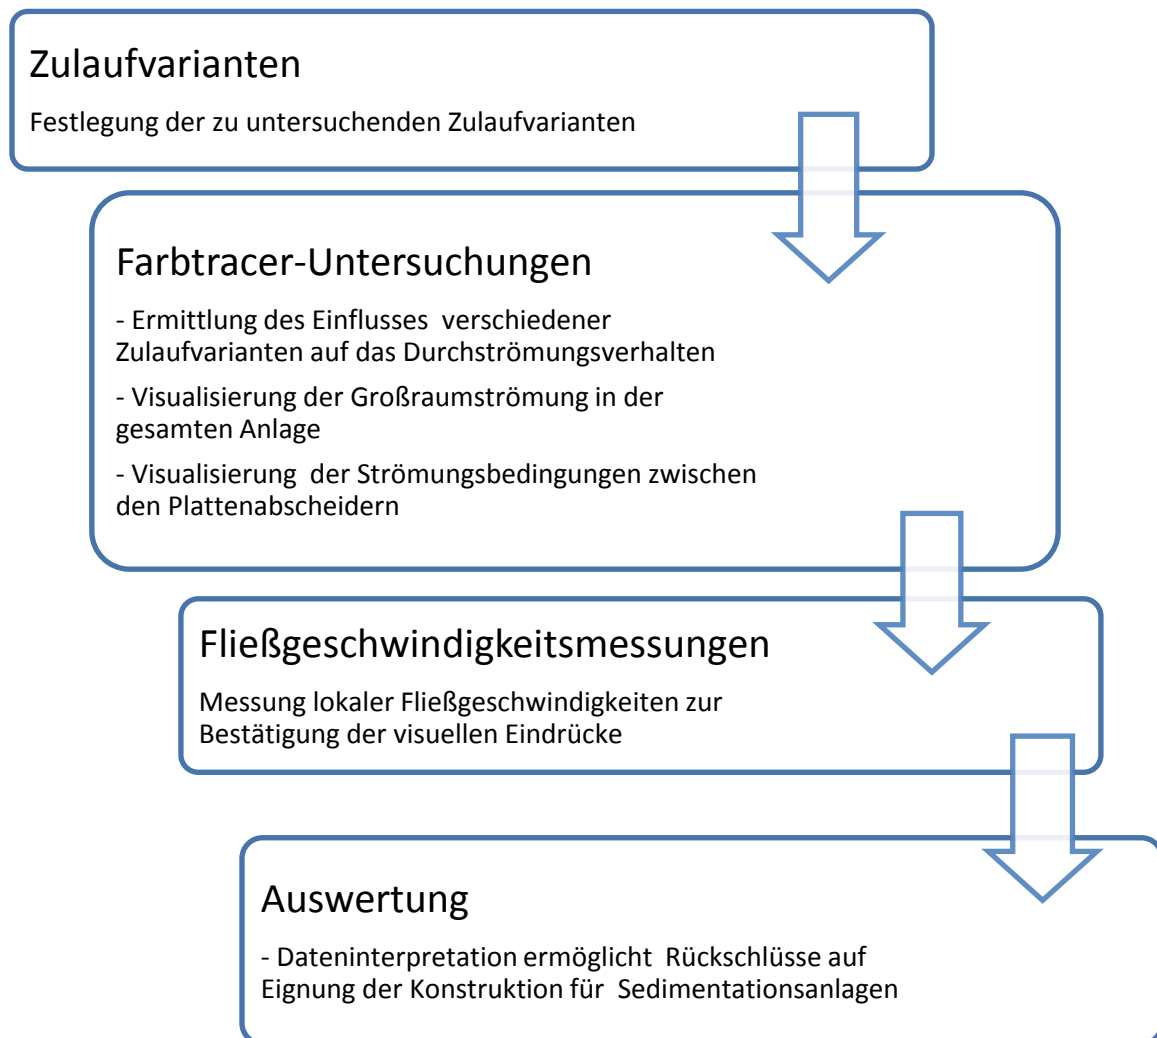 Zulaufvarianten
Festlegung der zu untersuchenden Zulaufvarianten
Farbtracer-Untersuchungen
- Ermittlung des Einflusses verschiedener
Zulaufvarianten auf das Durchströmungsverhalten
- Visualisierung der Großraumströmung in der
gesamten Anlage
- Visualisierung der Strömungsbedingungen zwischen
den Plattenabscheidern
Fließgeschwindigkeitsmessungen
Messung lokaler Fließgeschwindigkeiten zur
Bestätigung der visuellen Eindrücke
Auswertung
- Dateninterpretation ermöglicht Rückschlüsse auf
Eignung der Konstruktion für Sedimentationsanlagen